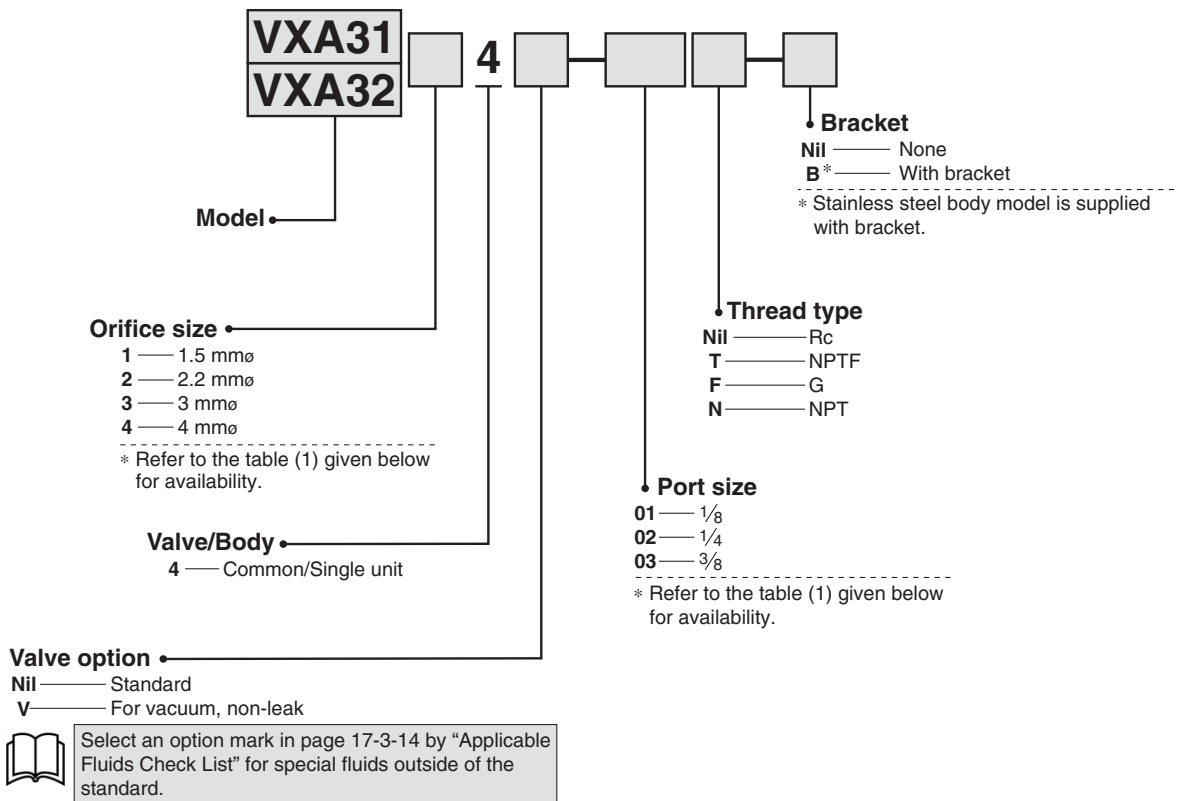 VXA31
VXA32
4
Bracket
Nil None
B* With bracket
* Stainless steel body model is supplied
with bracket.
Model
Thread type
Nil Rc
T NPTF
F G
N NPT
Orifice size
1 1.5 mmø
2 2.2 mmø
3 3 mmø
4 4 mmø
* Refer to the table (1) given below
for availability.
Port size
01 1/8
02 1/4
03 3/8
* Refer to the table (1) given below
for availability.
Valve/Body
4 Common/Single unit
Valve option
Nil Standard
V For vacuum, non-leak
Select an option mark in page 17-3-14 by “Applicable
Fluids Check List” for special fluids outside of the
standard.